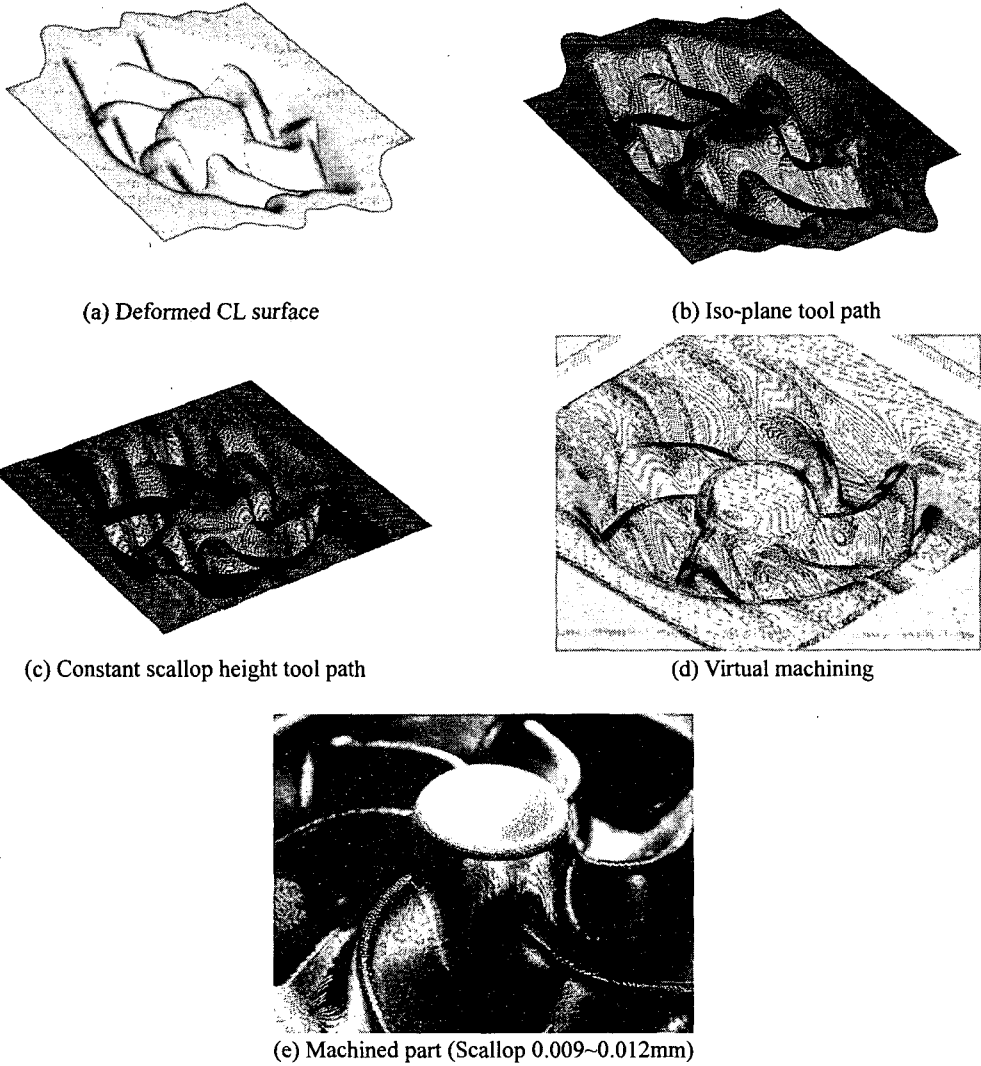 (a) Deformed CL surface
(b) Iso-plane tool path
(c) Constant scallop height tool path
(d) Virtual machining
(e) Machined part (Scallop 0.009~0.012mm)